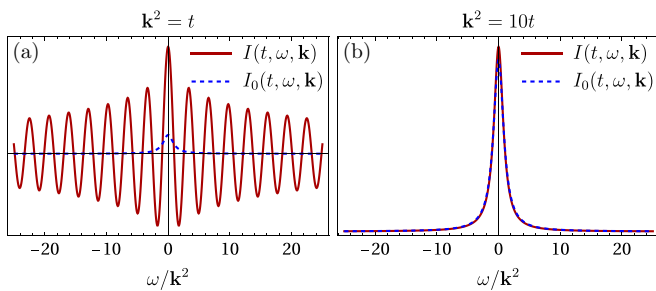 𝐤² = t
(a)
I(t, ω, 𝐤)
I₀(t, ω, 𝐤)
−20 −10 0 10 20
ω/𝐤²
𝐤² = 10t
(b)
I(t, ω, 𝐤)
I₀(t, ω, 𝐤)
−20 −10 0 10 20
ω/𝐤²